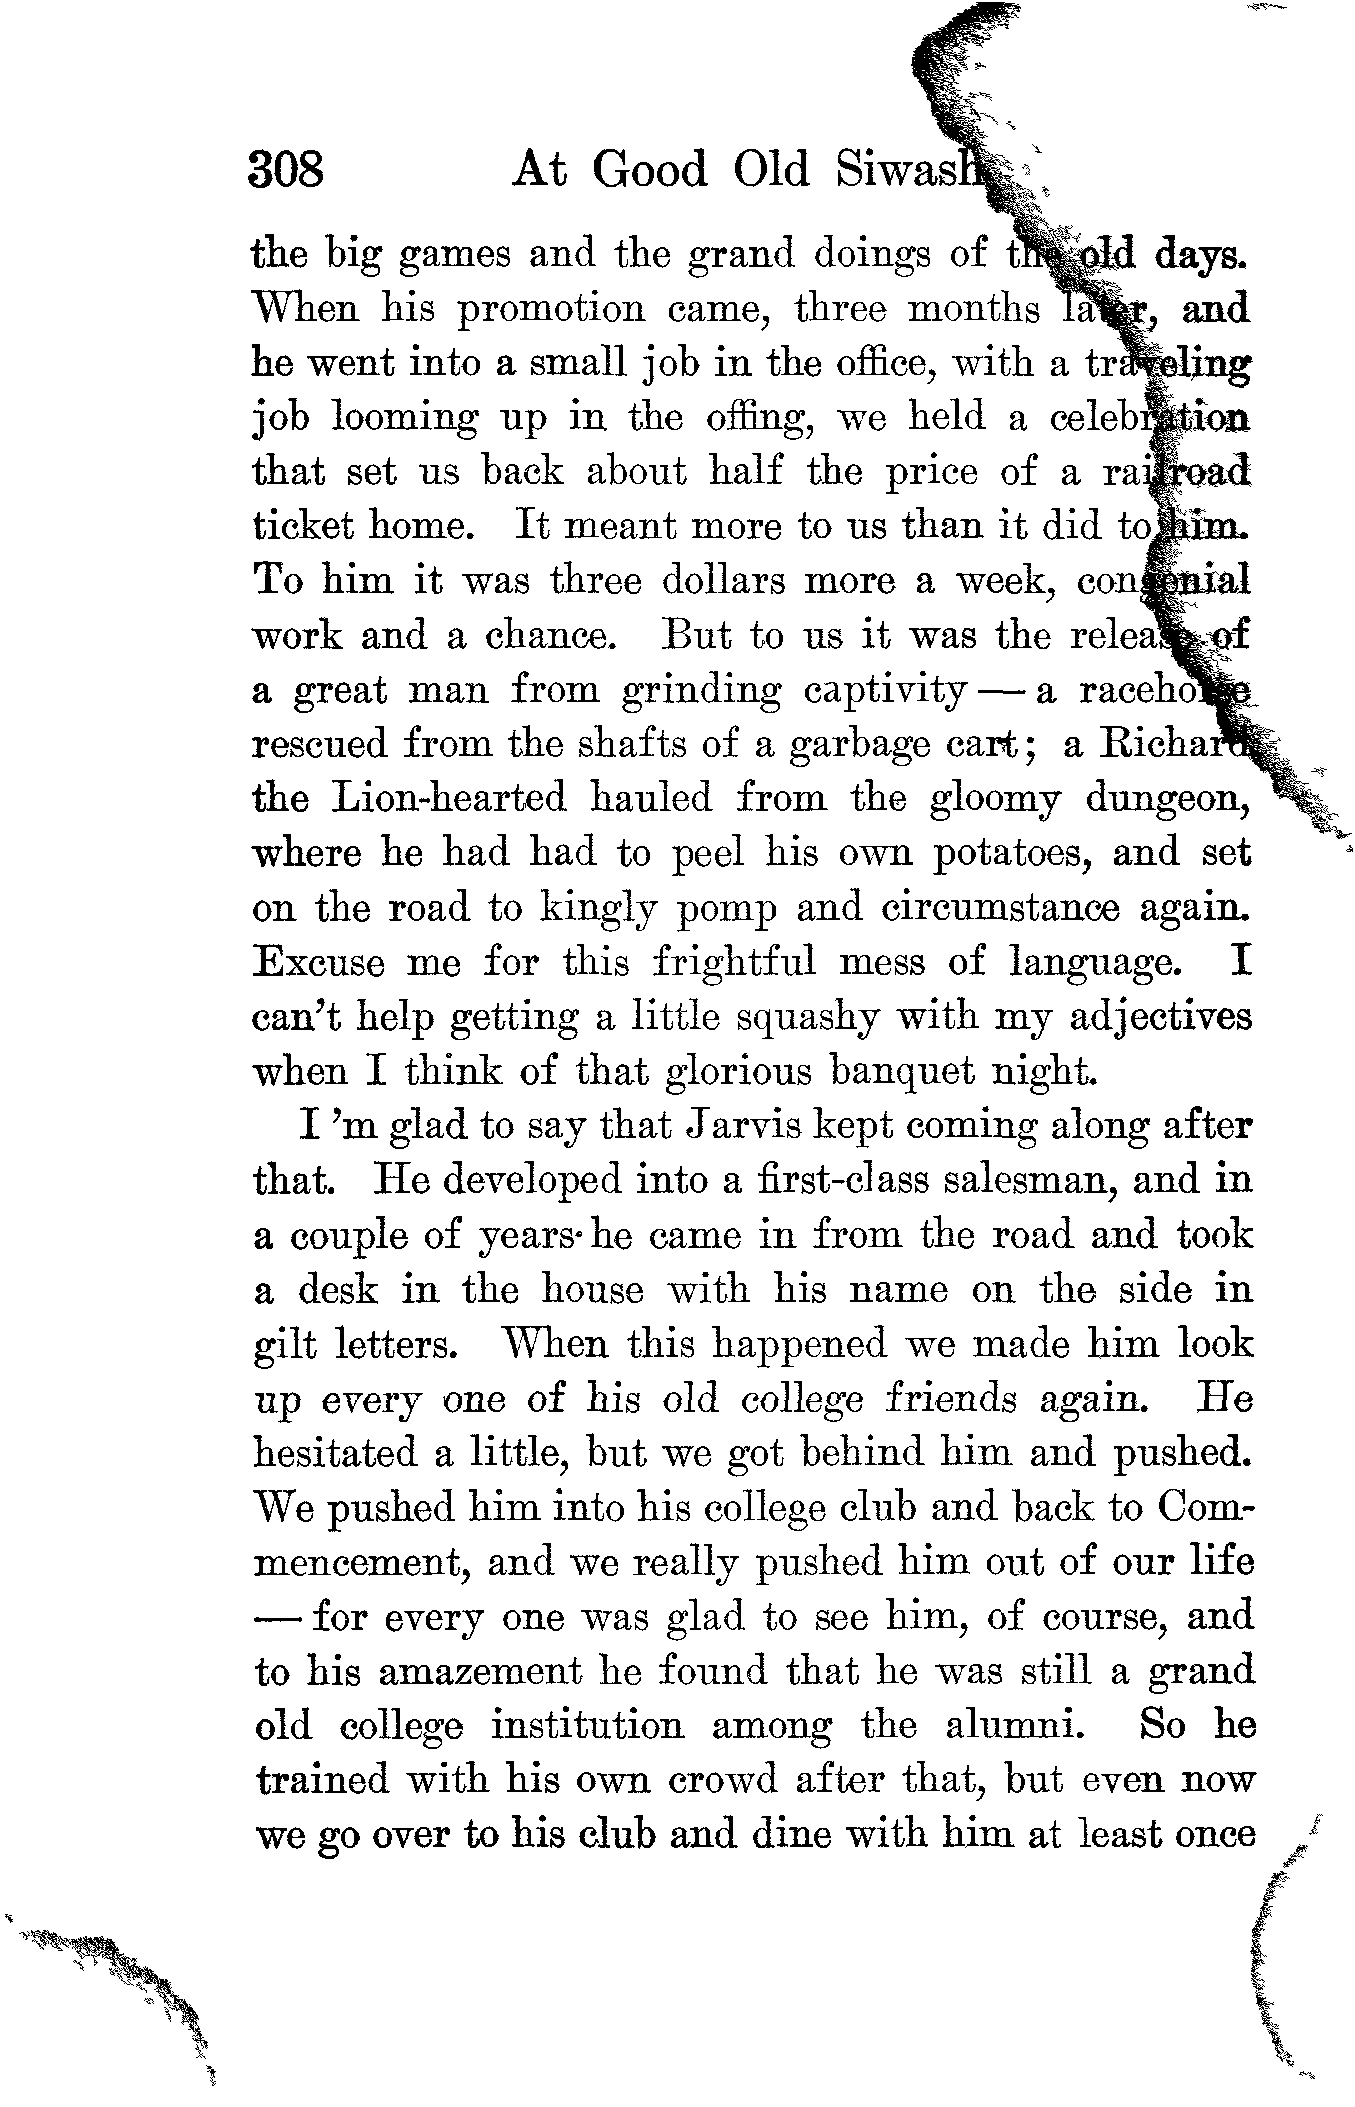 308 At Good Old Siwash
the big games and the grand doings of the old days.
When his promotion came, three months later, and
he went into a small job in the office, with a traveling
job looming up in the offing, we held a celebration
that set us back about half the price of a railroad
ticket home. It meant more to us than it did to him.
To him it was three dollars more a week, congenial
work and a chance. But to us it was the release of
a great man from grinding captivity — a racehorse
rescued from the shafts of a garbage cart; a Richard
the Lion-hearted hauled from the gloomy dungeon,
where he had had to peel his own potatoes, and set
on the road to kingly pomp and circumstance again.
Excuse me for this frightful mess of language. I
can't help getting a little squashy with my adjectives
when I think of that glorious banquet night.
I 'm glad to say that Jarvis kept coming along after
that. He developed into a first-class salesman, and in
a couple of years he came in from the road and took
a desk in the house with his name on the side in
gilt letters. When this happened we made him look
up every one of his old college friends again. He
hesitated a little, but we got behind him and pushed.
We pushed him into his college club and back to Com-
mencement, and we really pushed him out of our life
— for every one was glad to see him, of course, and
to his amazement he found that he was still a grand
old college institution among the alumni. So he
trained with his own crowd after that, but even now
we go over to his club and dine with him at least once